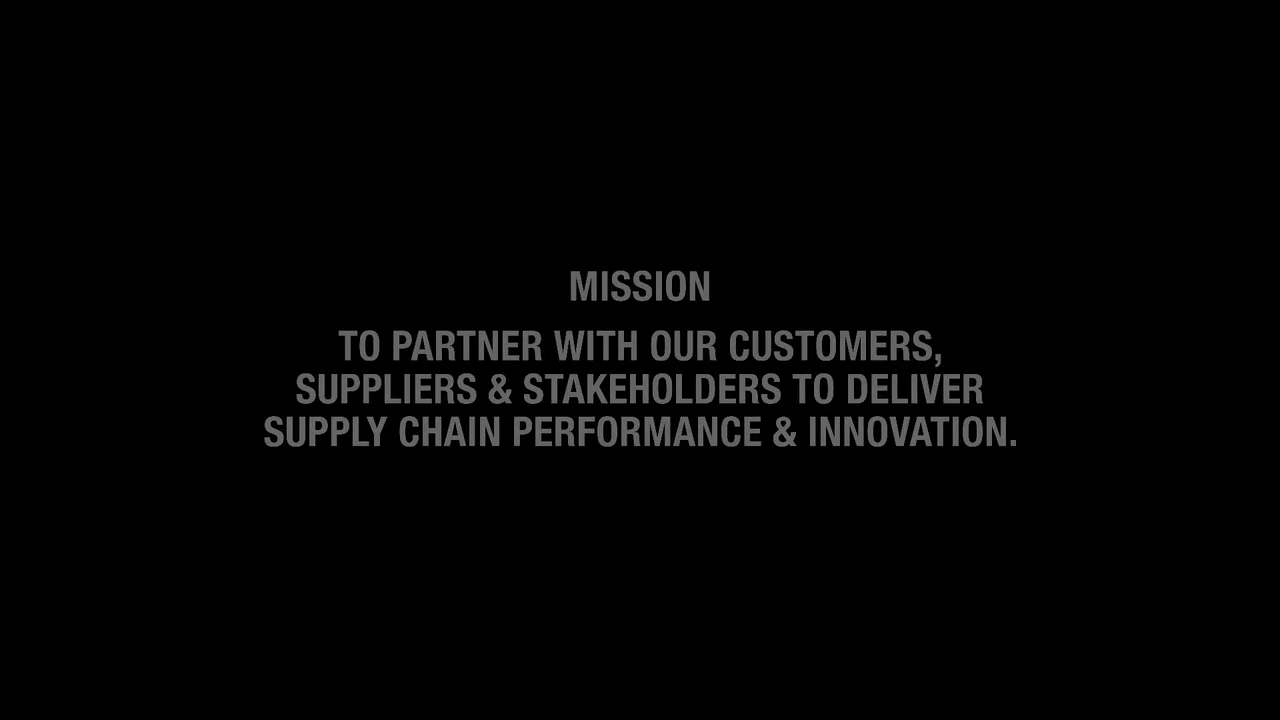 MISSION
TO PARTNER WITH OUR CUSTOMERS,
SUPPLIERS & STAKEHOLDERS TO DELIVER
SUPPLY CHAIN PERFORMANCE & INNOVATION.